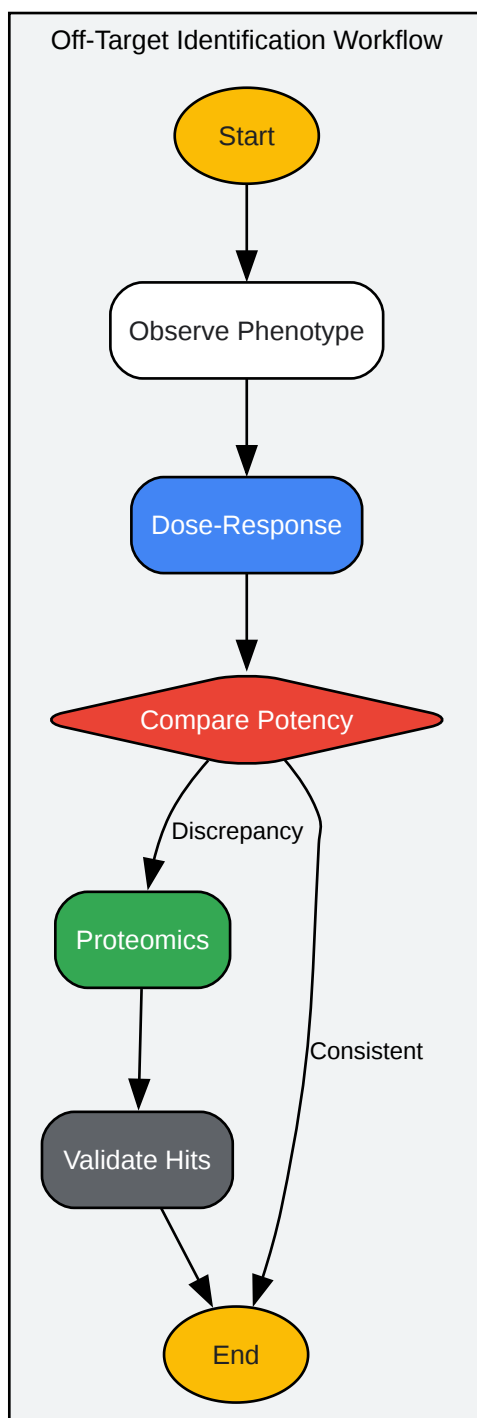 Off-Target Identification Workflow
Start
Observe Phenotype
Dose-Response
Compare Potency
Discrepancy
Proteomics
Consistent
Validate Hits
End